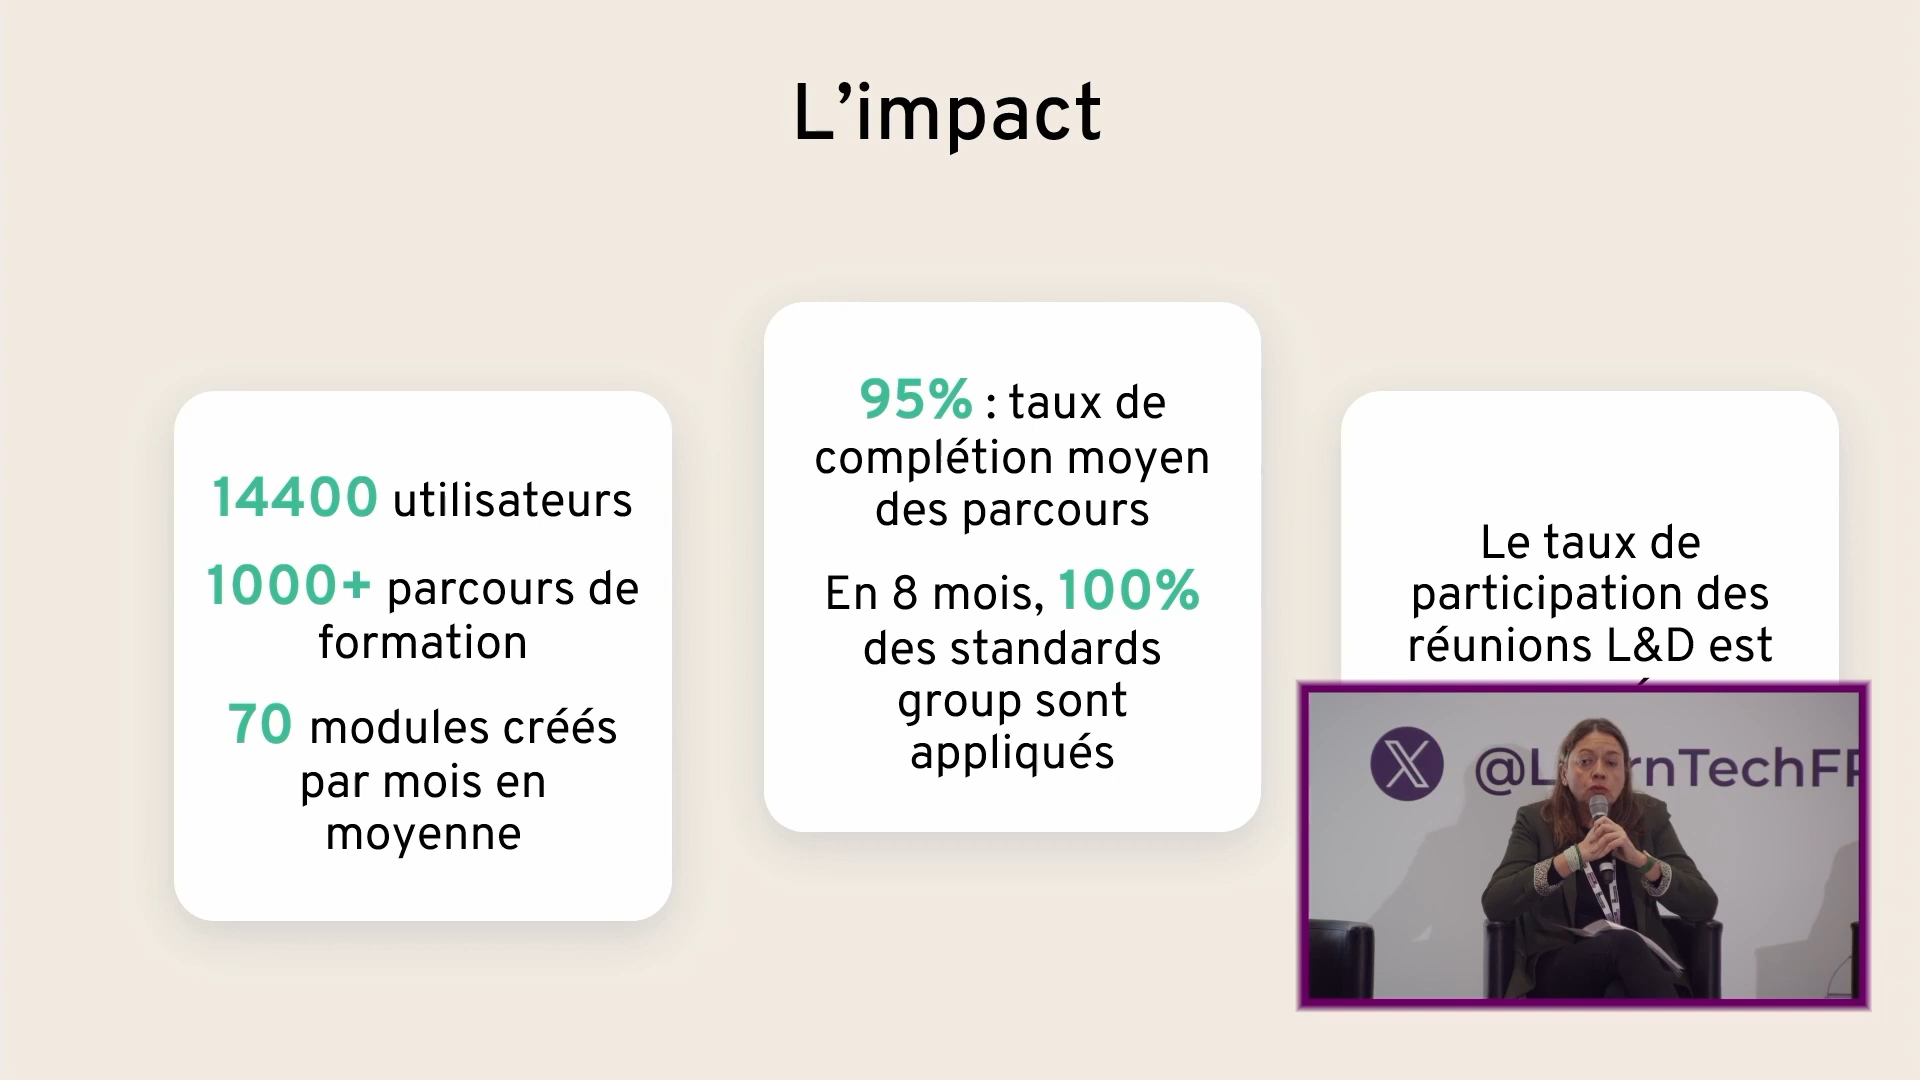 L’impact
14400 utilisateurs
1000+ parcours de
formation
70 modules créés
par mois en
moyenne
95% : taux de
complétion moyen
des parcours
En 8 mois, 100%
des standards
group sont
appliqués
Le taux de
participation des
réunions L&D est